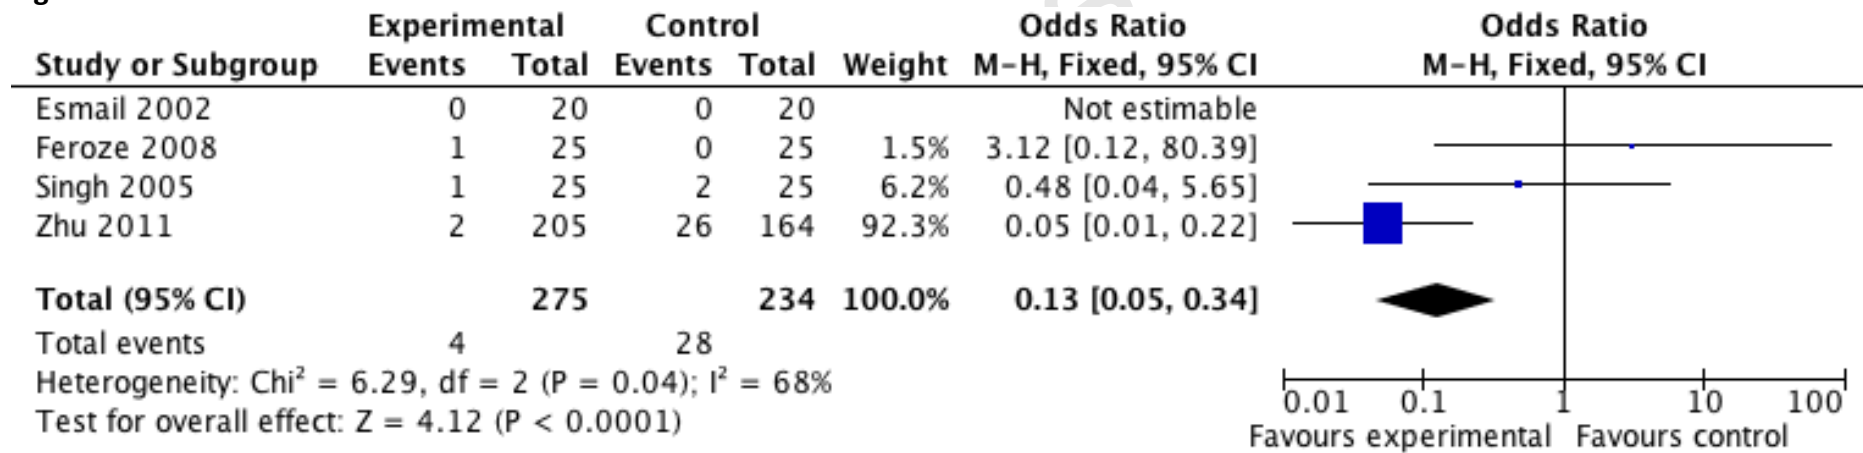 Experimental Control Odds Ratio Odds Ratio
Study or Subgroup Events Total Events Total Weight M-H, Fixed, 95% CI M-H, Fixed, 95% CI
Esmail 2002 0 20 0 20 Not estimable
Feroze 2008 1 25 0 25 1.5% 3.12 [0.12, 80.39]
Singh 2005 1 25 2 25 6.2% 0.48 [0.04, 5.65]
Zhu 2011 2 205 26 164 92.3% 0.05 [0.01, 0.22]
Total (95% CI) 275 234 100.0% 0.13 [0.05, 0.34]
Total events 4 28
Heterogeneity: Chi² = 6.29, df = 2 (P = 0.04); I² = 68%
Test for overall effect: Z = 4.12 (P < 0.0001)
0.01 0.1 1 10 100
Favours experimental Favours control